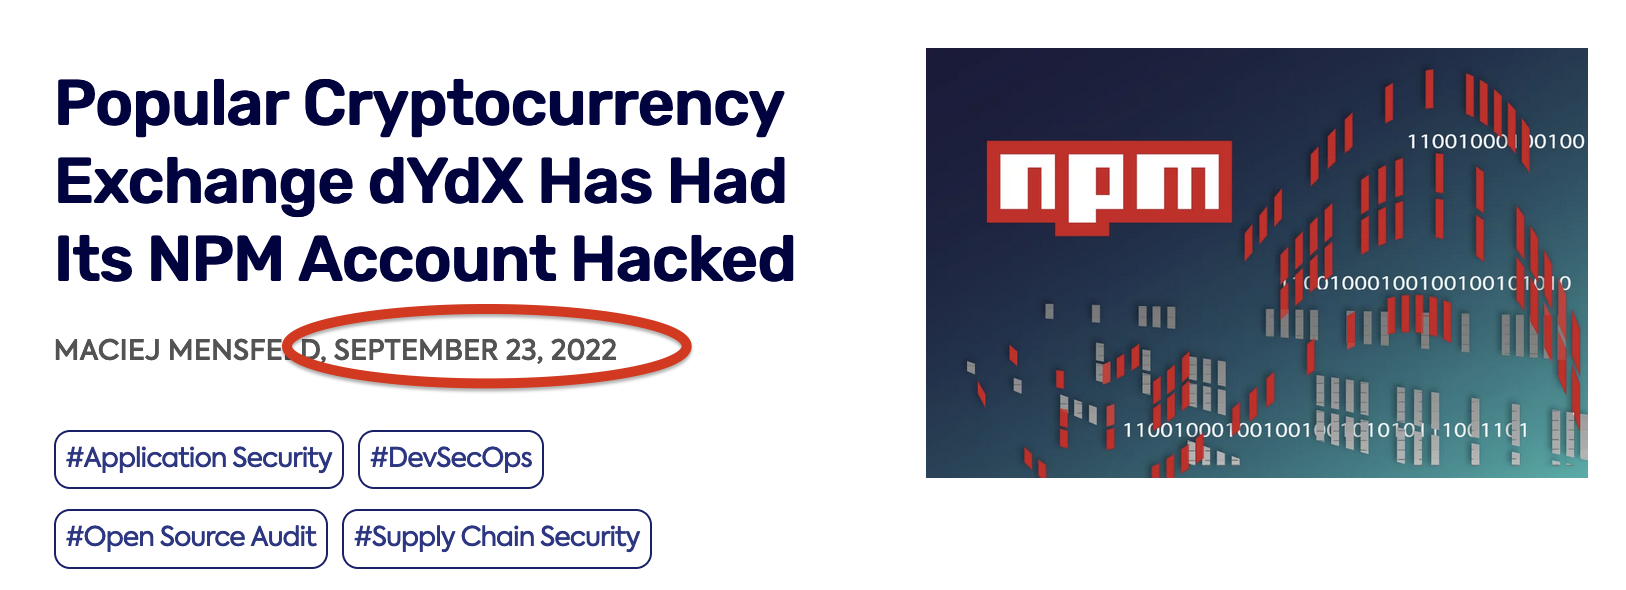 Popular Cryptocurrency
Exchange dYdX Has Had
Its NPM Account Hacked
MACIEJ MENSFELD, SEPTEMBER 23, 2022
#Application Security
#DevSecOps
#Open Source Audit
#Supply Chain Security
npm